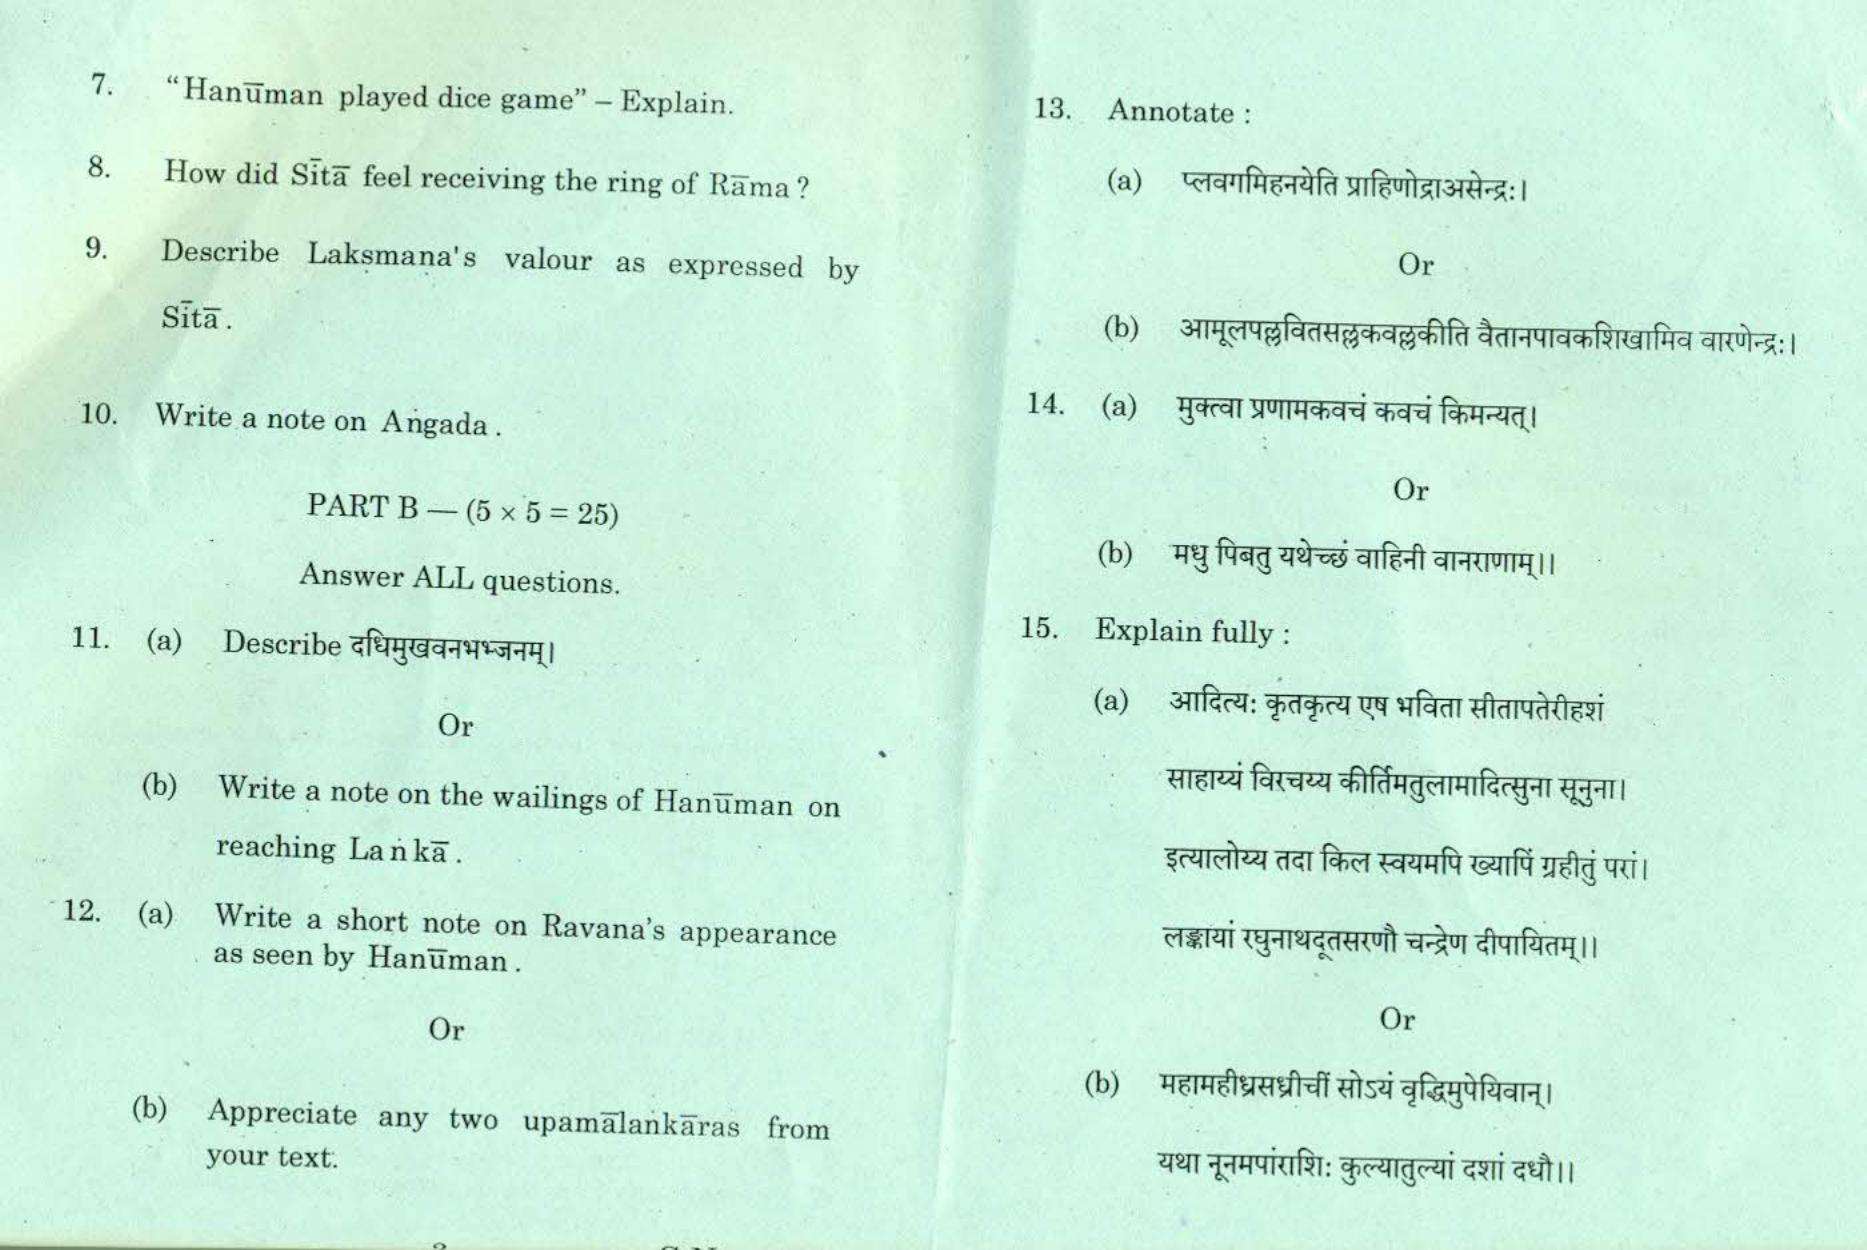 7. "Hanūman played dice game" – Explain.
8. How did Sītā feel receiving the ring of Rāma ?
9. Describe Lakṣmana's valour as expressed by
Sītā .
10. Write a note on Aṅgada .
PART B — (5 × 5 = 25)
Answer ALL questions.
11. (a) Describe दधिमुखवनभञ्जनम्।
Or
(b) Write a note on the wailings of Hanūman on
reaching Laṅkā .
12. (a) Write a short note on Ravana's appearance
as seen by Hanūman .
Or
(b) Appreciate any two upamālaṅkāras from
your text.
13. Annotate :
(a) प्लवगमिहनयेति प्राहिणोद्राअसेन्द्रः।
Or
(b) आमूलपल्लवितसल्लकवल्लकीति वैतानपावकशिखामिव वारणेन्द्रः।
14. (a) मुक्त्वा प्रणामकवचं कवचं किमन्यत्।
Or
(b) मधु पिबतु यथेच्छं वाहिनी वानराणाम्।।
15. Explain fully :
(a) आदित्यः कृतकृत्य एष भविता सीतापतेरीहशं
साहाय्यं विरचय्य कीर्तिमतुलामादित्सुना सूनुना।
इत्यालोय्य तदा किल स्वयमपि ख्यापिं ग्रहीतुं परां।
लङ्कायां रघुनाथदूतसरणौ चन्द्रेण दीपायितम्।।
Or
(b) महामहीध्रसध्रीचीं सोऽयं वृद्धिमुपेयिवान्।
यथा नूनमपांराशिः कुल्यातुल्यां दशां दधौ।।